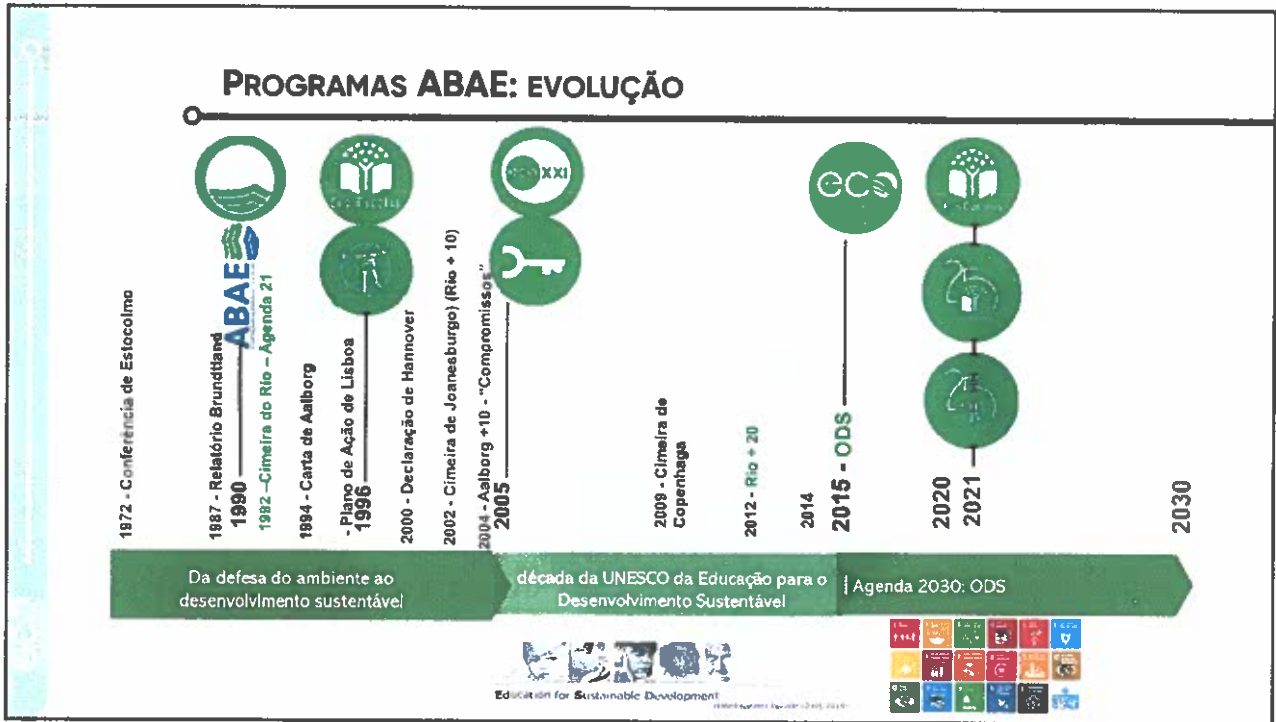 PROGRAMAS ABAE: EVOLUÇÃO
XXI
eco
ABAE
1972 - Conferência de Estocolmo
1987 - Relatório Brundtland
1990
1992 –Cimeira do Rio – Agenda 21
1994 - Carta de Aalborg
- Plano de Ação de Lisboa
1996
2000 - Declaração de Hannover
2002 - Cimeira de Joanesburgo) (Rio + 10)
2004 - Aalborg +10 - "Compromissos"
2005
2009 - Cimeira de
Copenhaga
2012 - Rio + 20
2014
2015 - ODS
2020
2021
2030
Da defesa do ambiente ao
desenvolvimento sustentável
década da UNESCO da Educação para o
Desenvolvimento Sustentável
Agenda 2030: ODS
Education for Sustainable Development